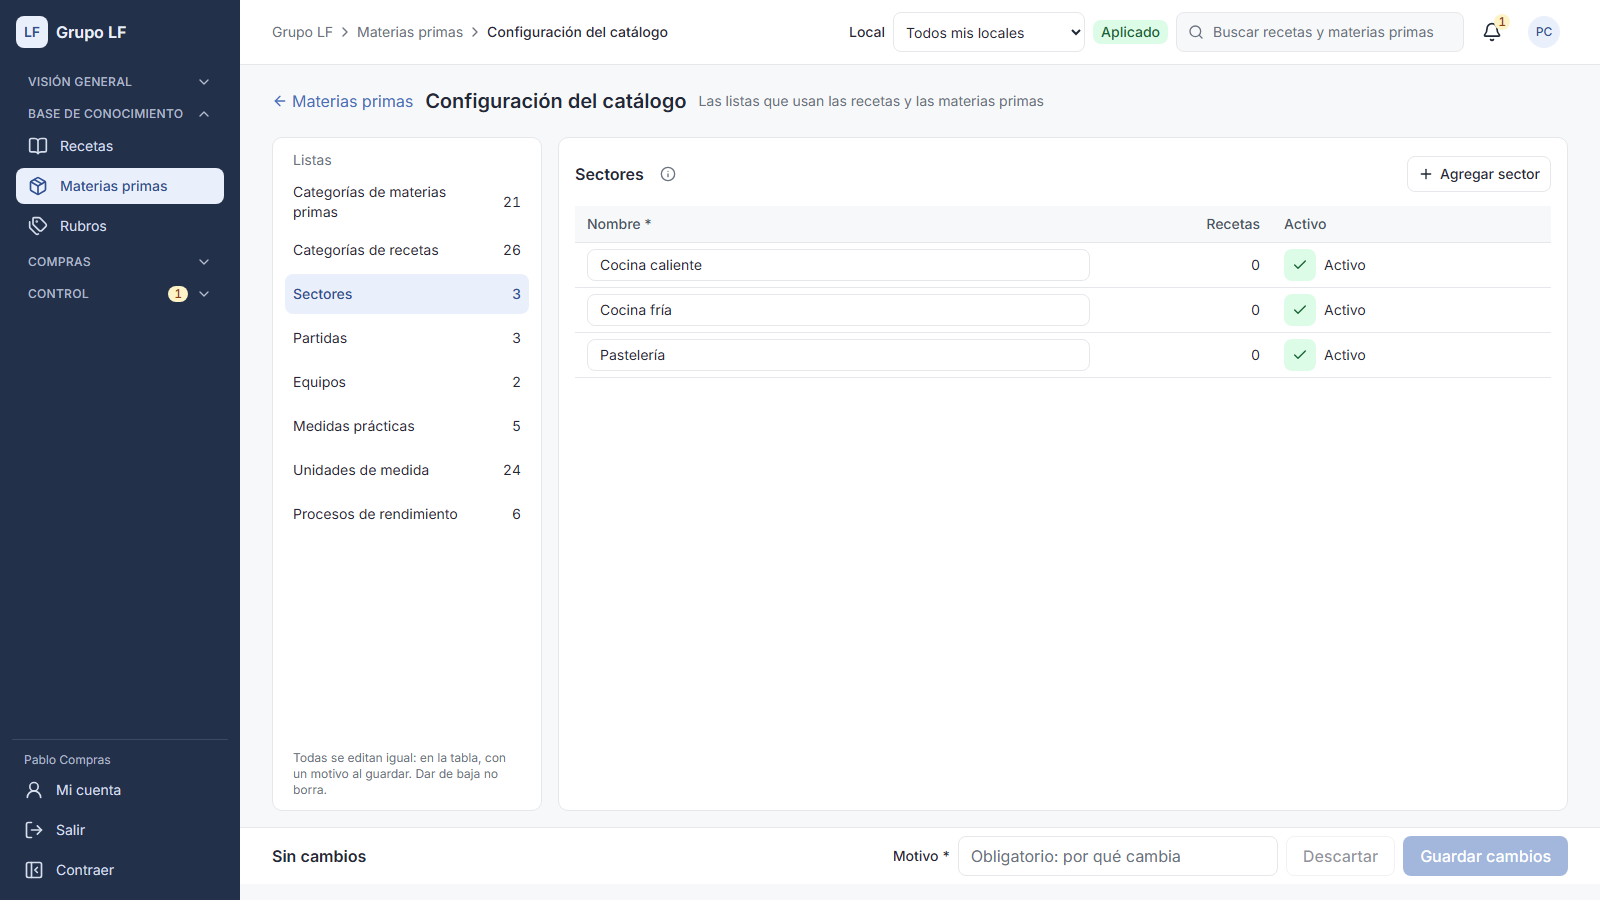 LF Grupo LF
VISIÓN GENERAL
BASE DE CONOCIMIENTO
Recetas
Materias primas
Rubros
COMPRAS
CONTROL 1
Pablo Compras
Mi cuenta
Salir
Contraer
Grupo LF > Materias primas > Configuración del catálogo
Local Todos mis locales Aplicado Buscar recetas y materias primas 1 PC
← Materias primas Configuración del catálogo Las listas que usan las recetas y las materias primas
Listas
Categorías de materias
primas 21
Categorías de recetas 26
Sectores 3
Partidas 3
Equipos 2
Medidas prácticas 5
Unidades de medida 24
Procesos de rendimiento 6
Todas se editan igual: en la tabla, con
un motivo al guardar. Dar de baja no
borra.
Sectores + Agregar sector
Nombre * Recetas Activo
Cocina caliente 0 Activo
Cocina fría 0 Activo
Pastelería 0 Activo
Sin cambios Motivo * Obligatorio: por qué cambia Descartar Guardar cambios